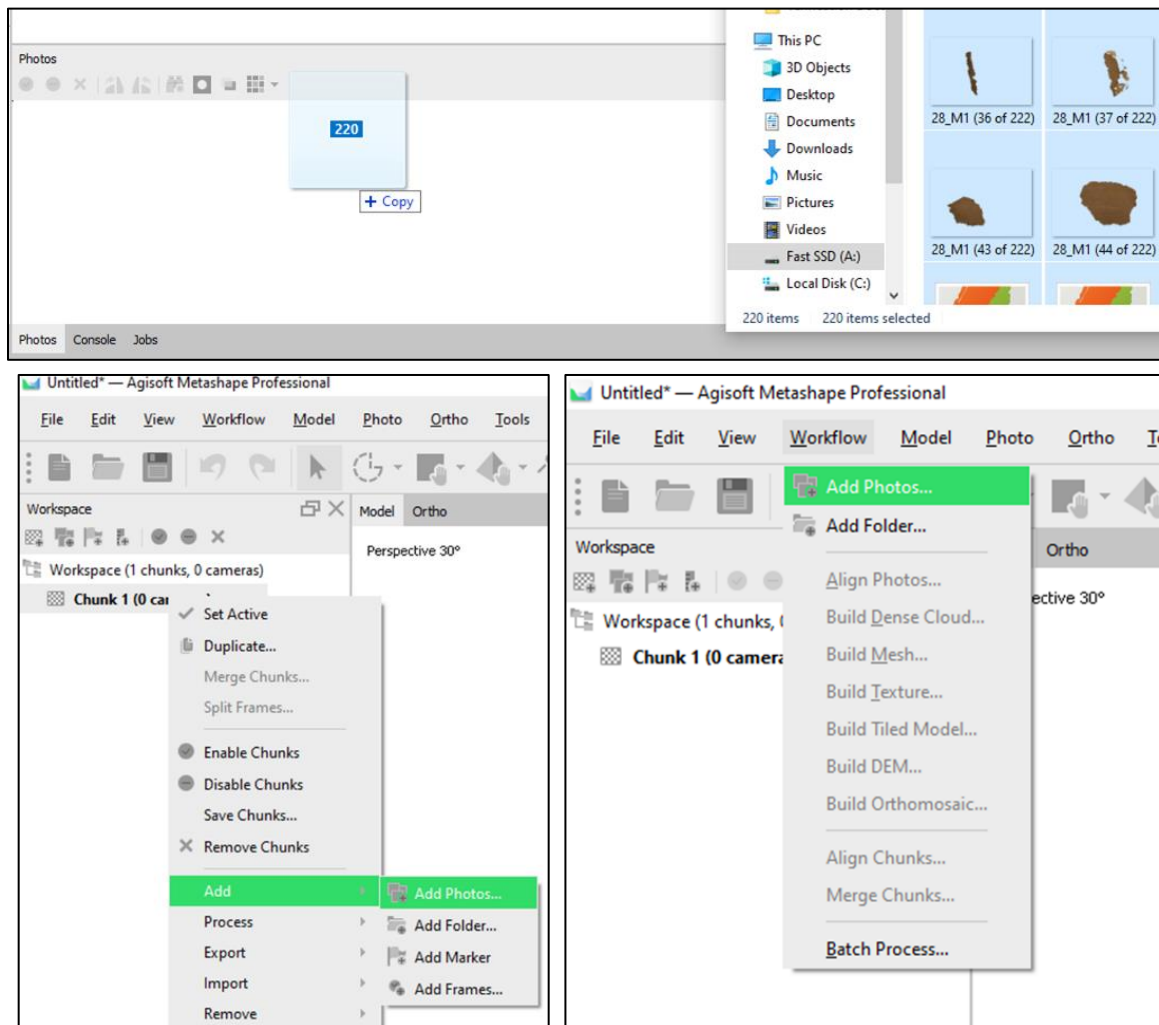 Photos
220
+ Copy
This PC
3D Objects
Desktop
Documents
Downloads
Music
Pictures
Videos
Fast SSD (A:)
Local Disk (C:)
28_M1 (36 of 222) 28_M1 (37 of 222)
28_M1 (43 of 222) 28_M1 (44 of 222)
220 items 220 items selected
Photos Console Jobs
Untitled* — Agisoft Metashape Professional
File Edit View Workflow Model Photo Ortho Tools
Workspace
Model Ortho
Perspective 30°
Workspace (1 chunks, 0 cameras)
Chunk 1 (0 car
Set Active
Duplicate...
Merge Chunks...
Split Frames...
Enable Chunks
Disable Chunks
Save Chunks...
Remove Chunks
Add
Process
Export
Import
Remove
Add Photos...
Add Folder...
Add Marker
Add Frames...
Untitled* — Agisoft Metashape Professional
File Edit View Workflow Model Photo Ortho
Workspace
Ortho
ective 30°
Workspace (1 chunks,
Chunk 1 (0 camera
Add Photos...
Add Folder...
Align Photos...
Build Dense Cloud...
Build Mesh...
Build Texture...
Build Tiled Model...
Build DEM...
Build Orthomosaic...
Align Chunks...
Merge Chunks...
Batch Process...